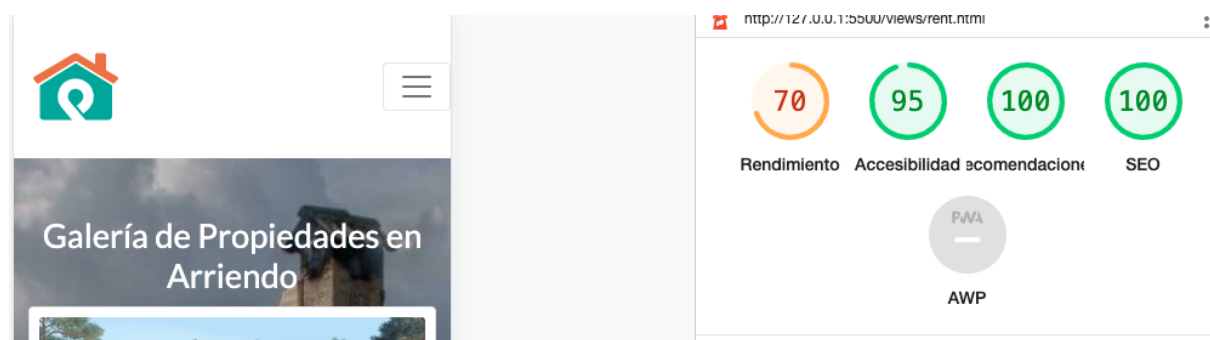 Galería de Propiedades en
Arriendo
http://127.0.0.1:5500/views/rent.html
70
95
100
100
Rendimiento
Accesibilidad
ecomendacione
SEO
PWA
AWP